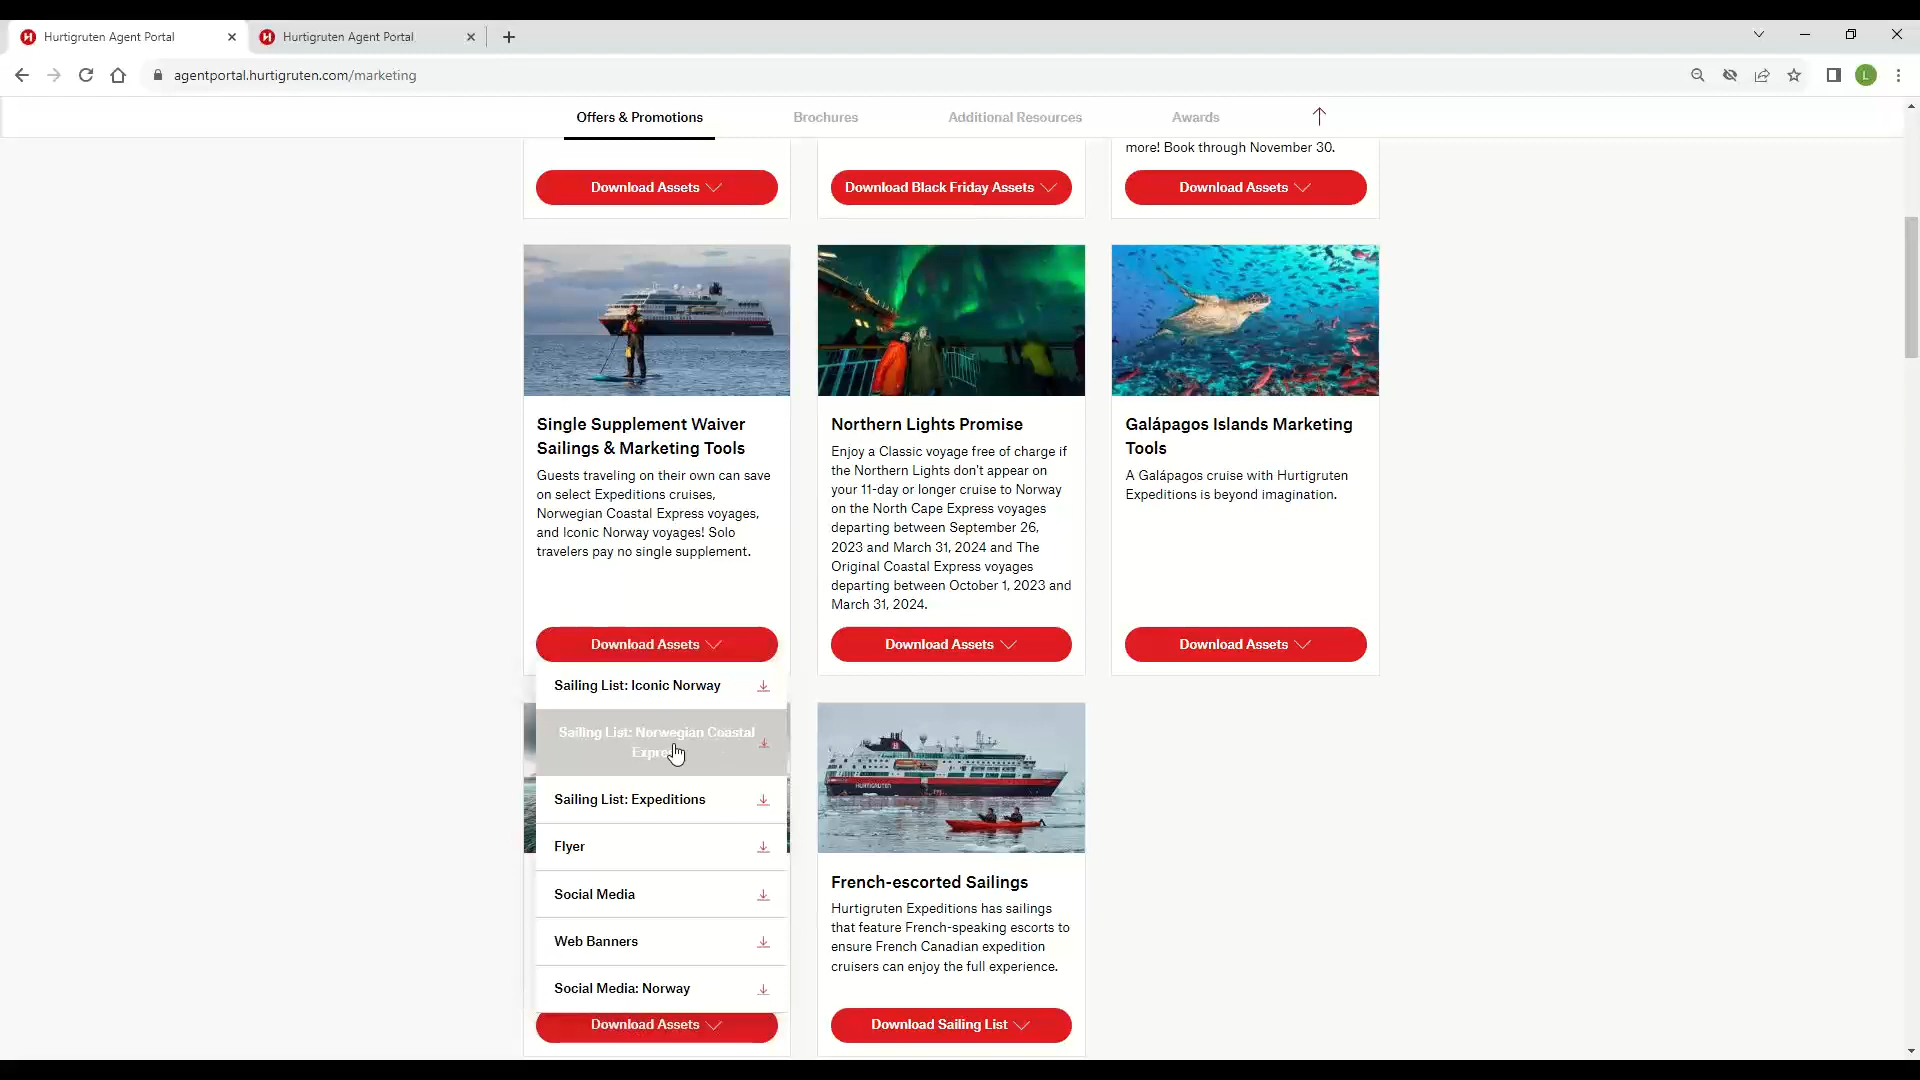 Hurtigruten Agent Portal
Hurtigruten Agent Portal
agentportal.hurtigruten.com/marketing
L
Offers & Promotions
Brochures
Additional Resources
Awards
more! Book through November 30.
Download Assets
Download Black Friday Assets
Download Assets
Single Supplement Waiver
Sailings & Marketing Tools
Guests traveling on their own can save
on select Expeditions cruises,
Norwegian Coastal Express voyages,
and Iconic Norway voyages! Solo
travelers pay no single supplement.
Download Assets
Northern Lights Promise
Enjoy a Classic voyage free of charge if
the Northern Lights don't appear on
your 11-day or longer cruise to Norway
on the North Cape Express voyages
departing between September 26,
2023 and March 31, 2024 and The
Original Coastal Express voyages
departing between October 1, 2023 and
March 31, 2024.
Download Assets
Galápagos Islands Marketing
Tools
A Galápagos cruise with Hurtigruten
Expeditions is beyond imagination.
Download Assets
Sailing List: Iconic Norway
Sailing List: Norwegian Coastal
Sailing List: Expeditions
Flyer
Social Media
Web Banners
Social Media: Norway
Download Assets
HURTIGRUTEN
French-escorted Sailings
Hurtigruten Expeditions has sailings
that feature French-speaking escorts to
ensure French Canadian expedition
cruisers can enjoy the full experience.
Download Sailing List